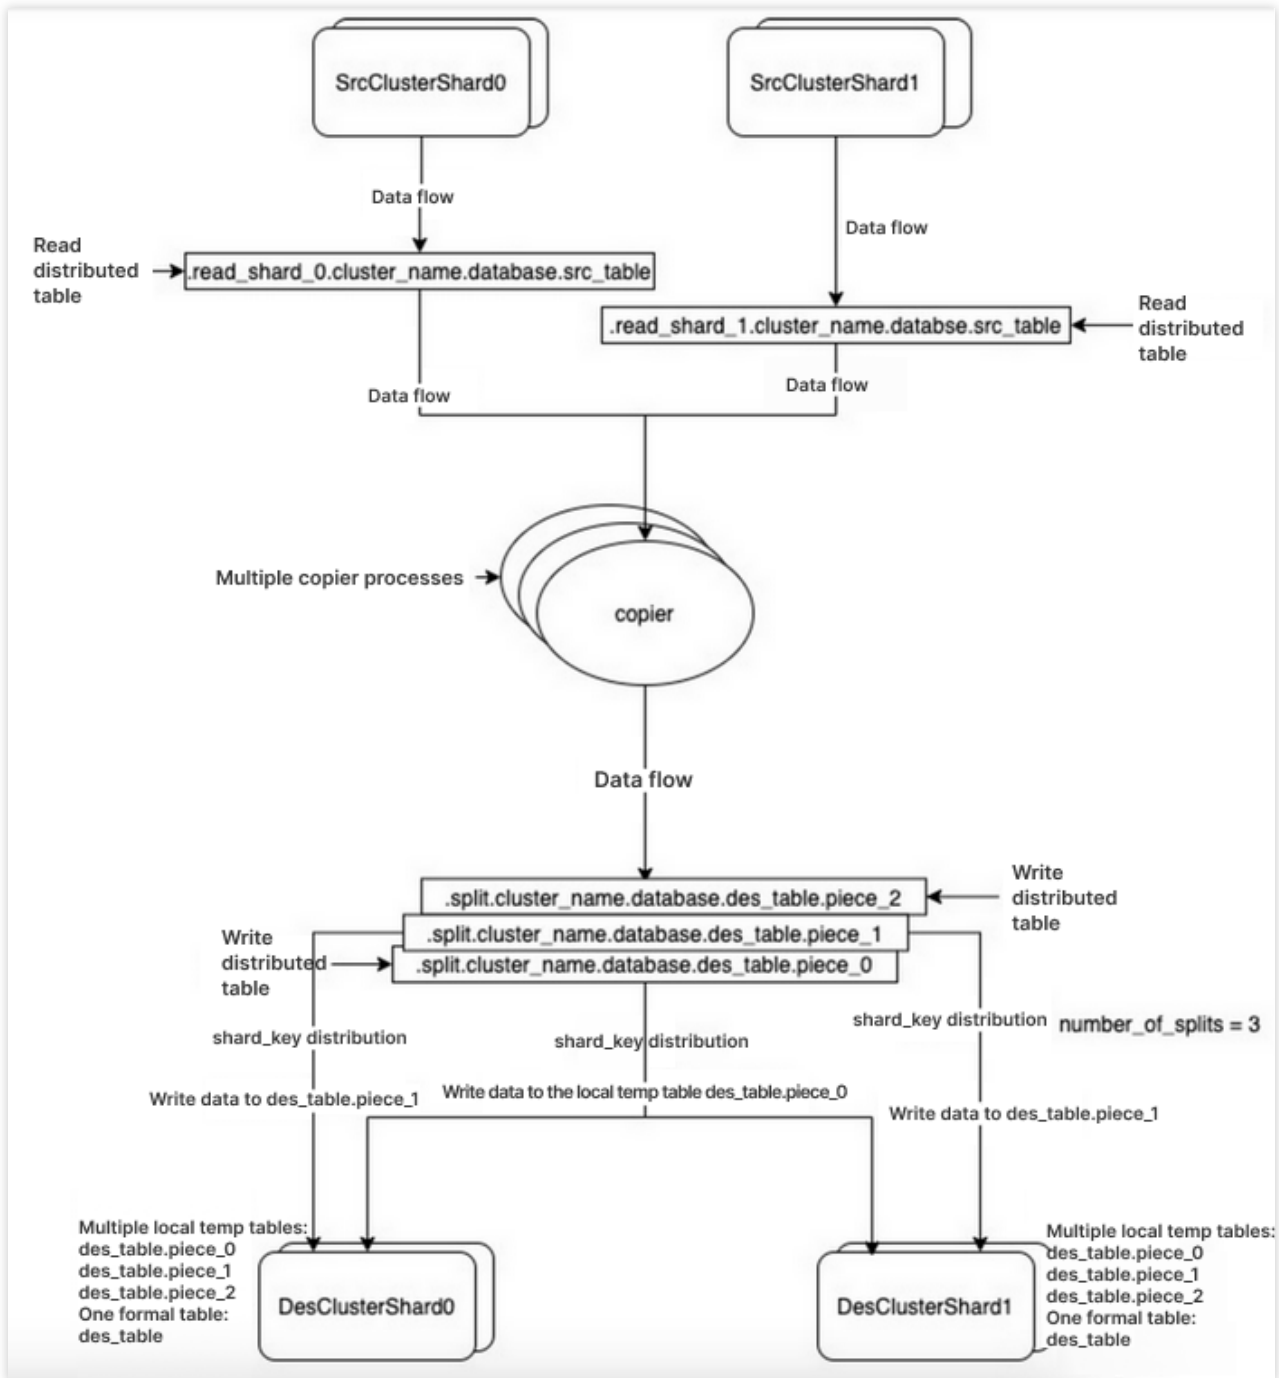 SrcClusterShard0
SrcClusterShard1
Data flow
Data flow
Read
distributed
table
.read_shard_0.cluster_name.database.src_table
.read_shard_1.cluster_name.databse.src_table
Read
distributed
table
Data flow
Data flow
Multiple copier processes
copier
Data flow
.split.cluster_name.database.des_table.piece_2
Write
distributed
table
.split.cluster_name.database.des_table.piece_1
Write
distributed
table
.split.cluster_name.database.des_table.piece_0
shard_key distribution
shard_key distribution
shard_key distribution
number_of_splits = 3
Write data to des_table.piece_1
Write data to the local temp table des_table.piece_0
Write data to des_table.piece_1
Multiple local temp tables:
des_table.piece_0
des_table.piece_1
des_table.piece_2
One formal table:
des_table
DesClusterShard0
DesClusterShard1
Multiple local temp tables:
des_table.piece_0
des_table.piece_1
des_table.piece_2
One formal table:
des_table